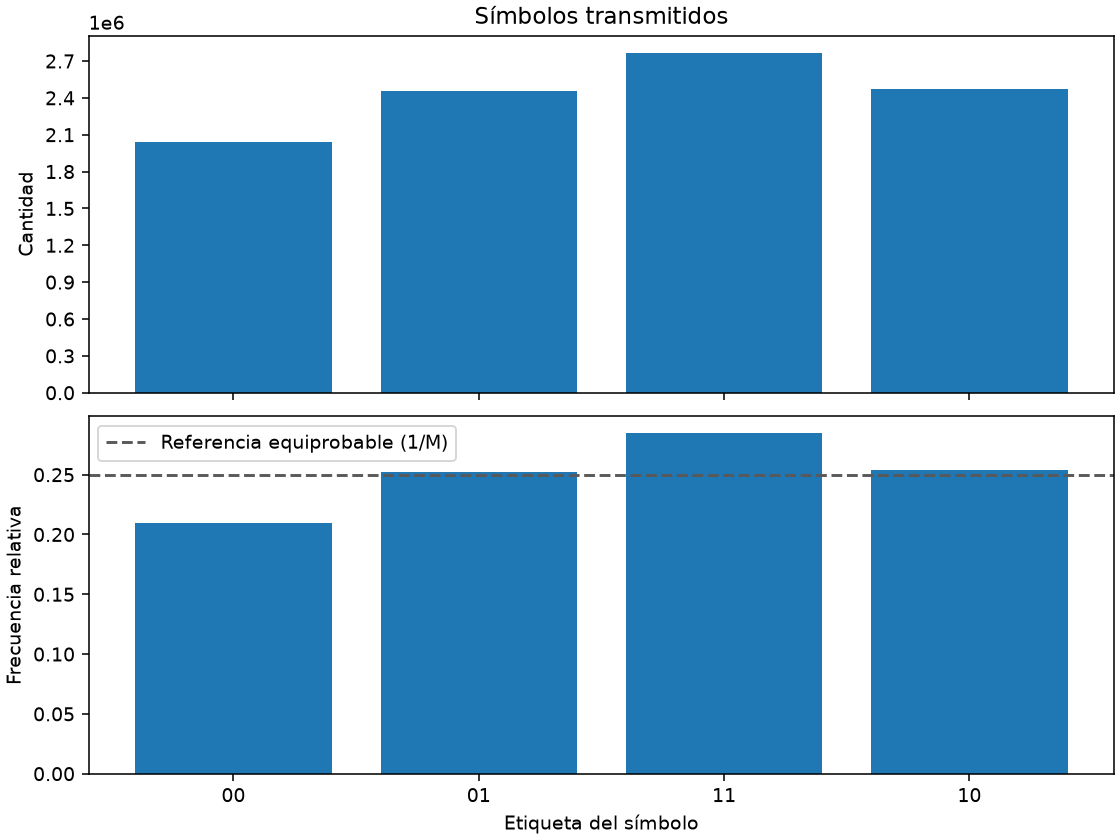 Símbolos transmitidos
1e6
2.7
2.4
2.1
1.8
1.5
1.2
0.9
0.6
0.3
0.0
Cantidad
Referencia equiprobable (1/M)
0.25
0.20
0.15
0.10
0.05
0.00
Frecuencia relativa
00 01 11 10
Etiqueta del símbolo